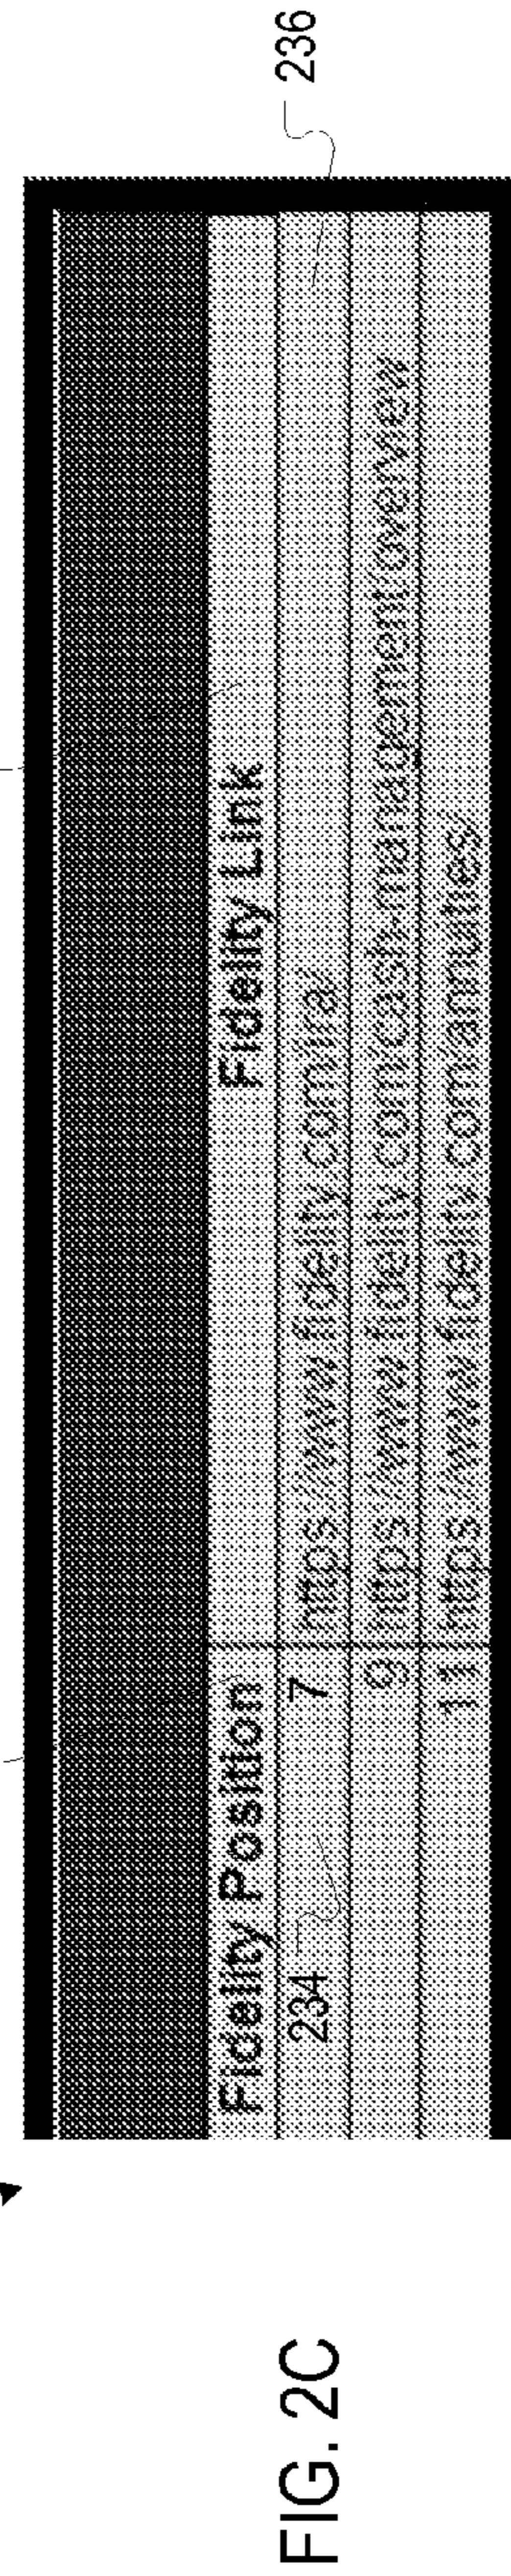 236
Fidelity Position Fidelity Link
234 7 https://www.fidelity.com/ira/
9 https://www.fidelity.com/cash-management/overview
11 https://www.fidelity.com/annuities/
FIG. 2C